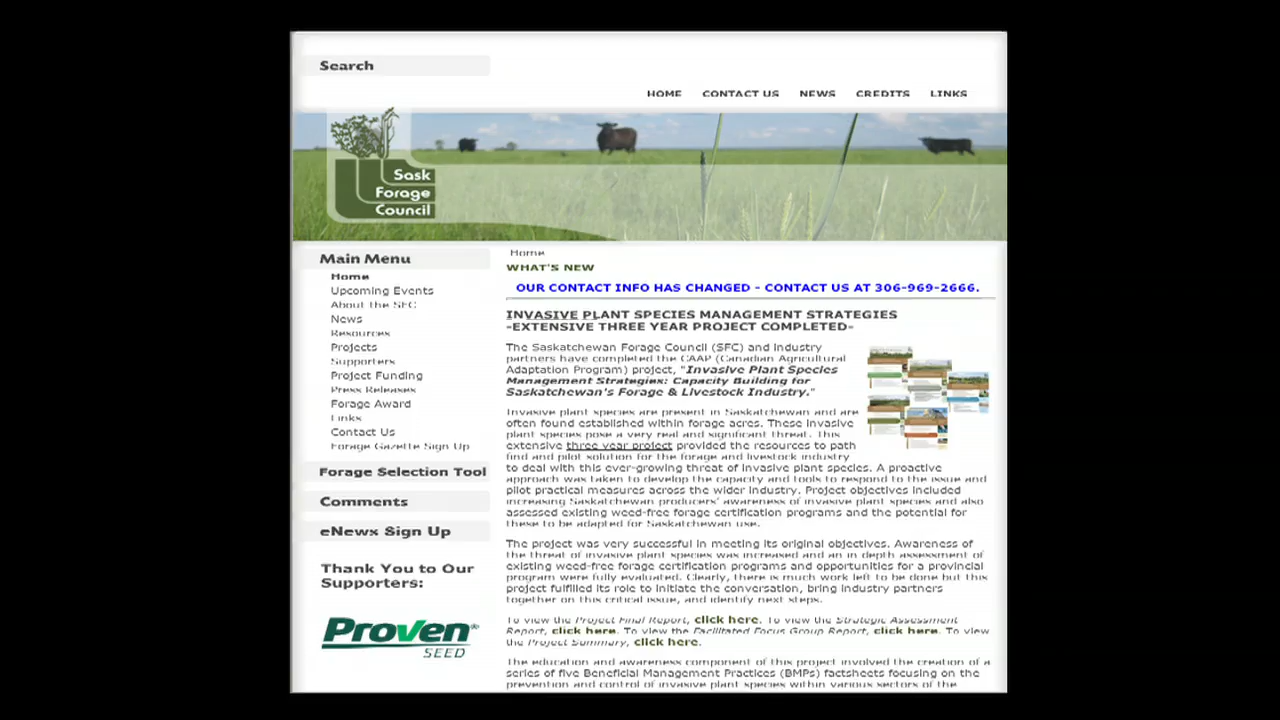 Search
HOME CONTACT US NEWS CREDITS LINKS
Sask
Forage
Council
Main Menu
Home
Upcoming Events
About the SFC
News
Resources
Projects
Supporters
Project Funding
Press Releases
Forage Award
Links
Contact Us
Forage Gazette Sign Up
Forage Selection Tool
Comments
eNews Sign Up
Thank You to Our
Supporters:
Proven®
SEED
Home
WHAT'S NEW
OUR CONTACT INFO HAS CHANGED - CONTACT US AT 306-969-2666.
INVASIVE PLANT SPECIES MANAGEMENT STRATEGIES
-EXTENSIVE THREE YEAR PROJECT COMPLETED-
The Saskatchewan Forage Council (SFC) and industry
partners have completed the CAAP (Canadian Agricultural
Adaptation Program) project, "Invasive Plant Species
Management Strategies: Capacity Building for
Saskatchewan's Forage & Livestock Industry."
Invasive plant species are present in Saskatchewan and are
often found established within forage acres. These invasive
plant species pose a very real and significant threat. This
extensive three year project provided the resources to path
find and pilot solution for the forage and livestock industry
to deal with this ever-growing threat of invasive plant species. A proactive
approach was taken to develop the capacity and tools to respond to the issue and
pilot practical measures across the wider industry. Project objectives included
increasing Saskatchewan producers' awareness of invasive plant species and also
assessed existing weed-free forage certification programs and the potential for
these to be adapted for Saskatchewan use.
The project was very successful in meeting its original objectives. Awareness of
the threat of invasive plant species was increased and an in depth assessment of
existing weed-free forage certification programs and opportunities for a provincial
program were fully evaluated. Clearly, there is much work left to be done but this
project fulfilled its role to initiate the conversation, bring industry partners
together on this critical issue, and identify next steps.
To view the Project Final Report, click here. To view the Strategic Assessment
Report, click here. To view the Facilitated Focus Group Report, click here. To view
the Project Summary, click here.
The education and awareness component of this project involved the creation of a
series of five Beneficial Management Practices (BMPs) factsheets focusing on the
prevention and control of invasive plant species within various sectors of the